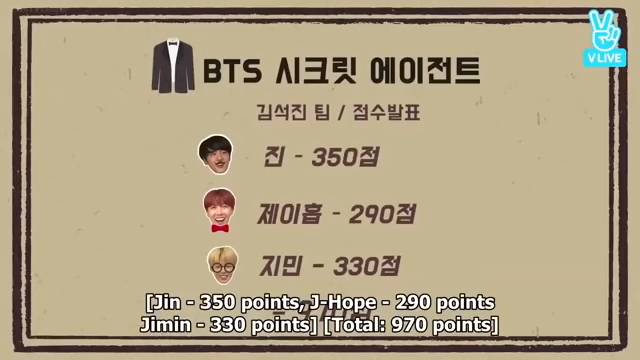 V LIVE
BTS 시크릿 에이전트
김석진 팀 / 점수발표
진 - 350점
제이홉 - 290점
지민 - 330점
[Jin - 350 points, J-Hope - 290 points
Jimin - 330 points] [Total: 970 points]